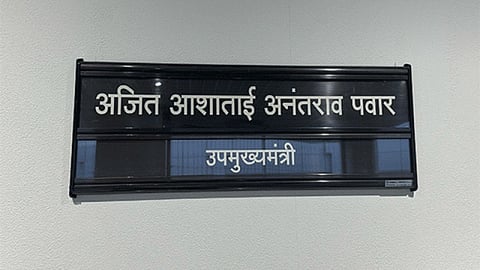 अजित आशाताई अनंतराव पवार
उपमुख्यमंत्री